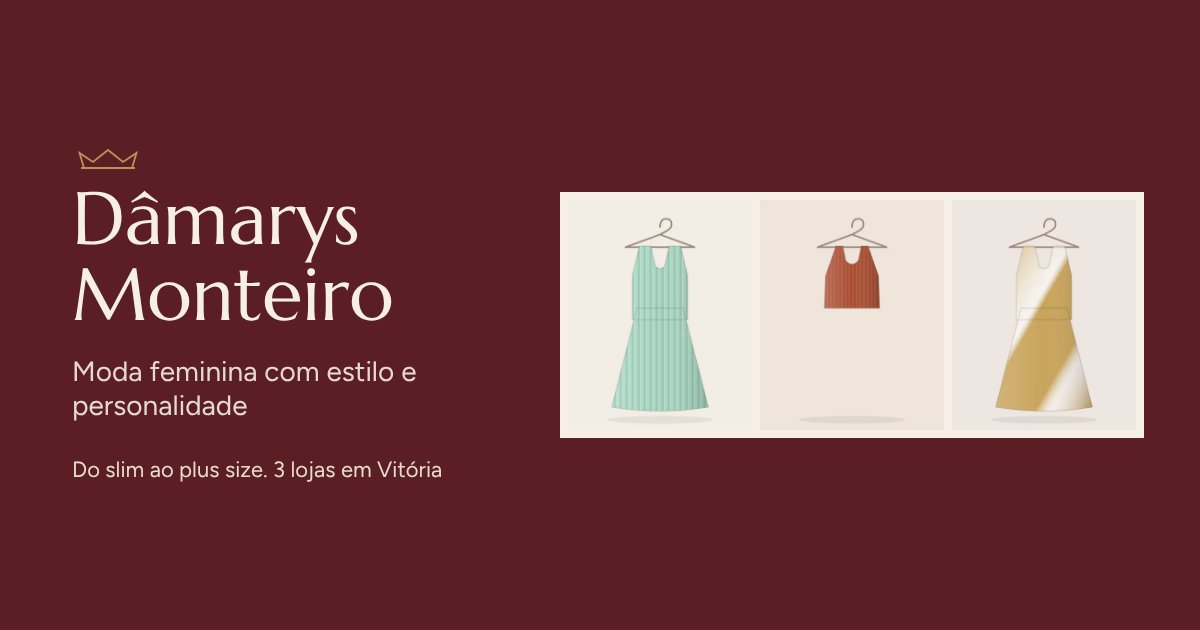 Dâmarys
Monteiro
Moda feminina com estilo e
personalidade
Do slim ao plus size. 3 lojas em Vitória